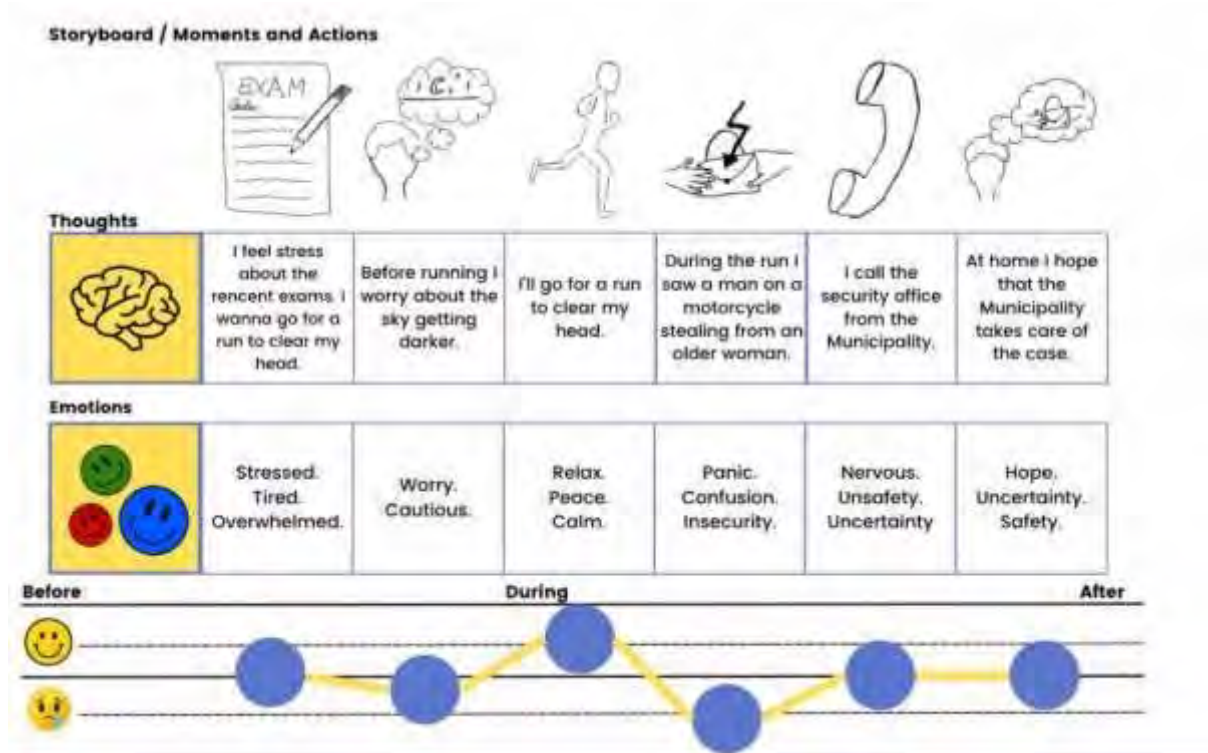 Storyboard / Moments and Actions
EXAM
Thoughts
I feel stress
about the
rencent exams. I
wanna go for a
run to clear my
head.
Before running I
worry about the
sky getting
darker.
I'll go for a run
to clear my
head.
During the run I
saw a man on a
motorcycle
stealing from an
older woman.
I call the
security office
from the
Municipality.
At home I hope
that the
Municipality
takes care of
the case.
Emotions
Stressed.
Tired.
Overwhelmed.
Worry.
Cautious.
Relax.
Peace.
Calm.
Panic.
Confusion.
Insecurity.
Nervous.
Unsafety.
Uncertainty
Hope.
Uncertainty.
Safety.
Before
During
After